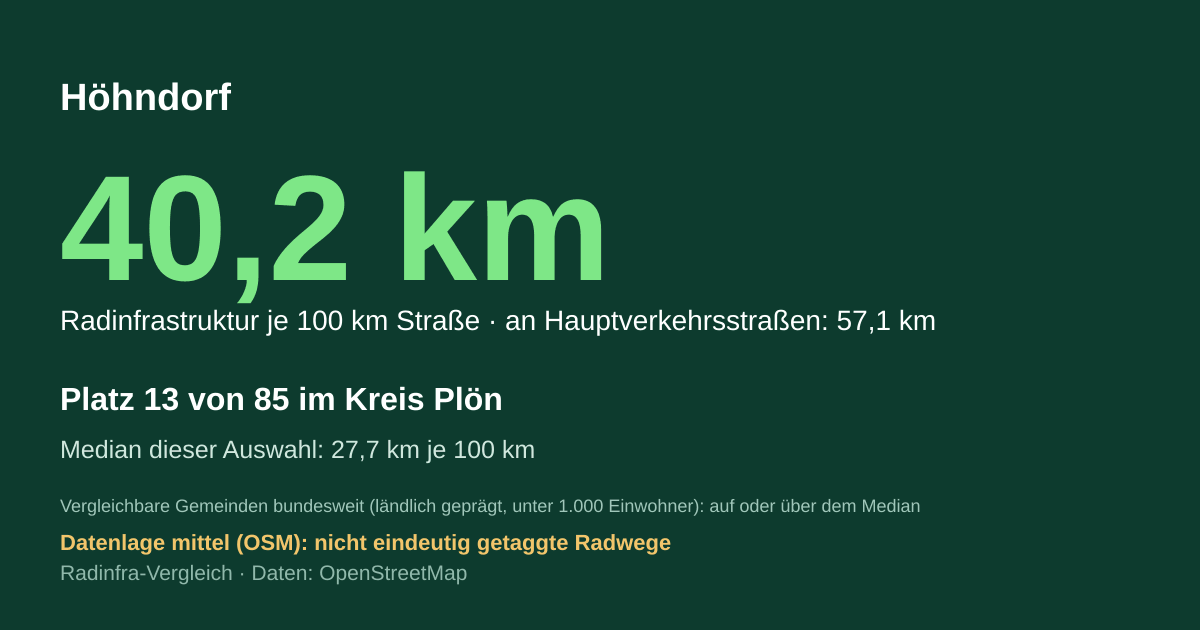 Höhndorf
40,2 km
Radinfrastruktur je 100 km Straße · an Hauptverkehrsstraßen: 57,1 km
Platz 13 von 85 im Kreis Plön
Median dieser Auswahl: 27,7 km je 100 km
Vergleichbare Gemeinden bundesweit (ländlich geprägt, unter 1.000 Einwohner): auf oder über dem Median
Datenlage mittel (OSM): nicht eindeutig getaggte Radwege
Radinfra-Vergleich · Daten: OpenStreetMap